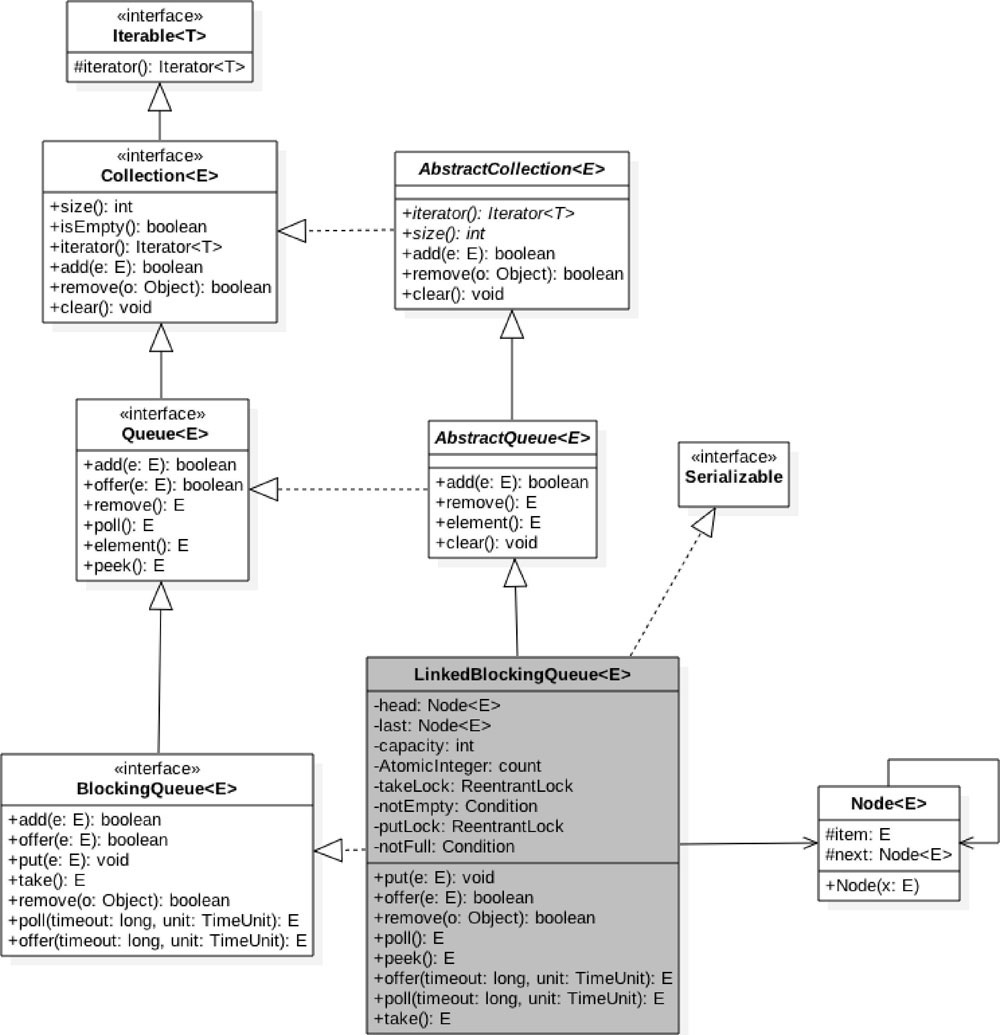 «interface»
Iterable<T>
#iterator(): Iterator<T>
«interface»
Collection<E>
+size(): int
+isEmpty(): boolean
+iterator(): Iterator<T>
+add(e: E): boolean
+remove(o: Object): boolean
+clear(): void
AbstractCollection<E>
+iterator(): Iterator<T>
+size(): int
+add(e: E): boolean
+remove(o: Object): boolean
+clear(): void
«interface»
Queue<E>
+add(e: E): boolean
+offer(e: E): boolean
+remove(): E
+poll(): E
+element(): E
+peek(): E
AbstractQueue<E>
+add(e: E): boolean
+remove(): E
+element(): E
+clear(): void
«interface»
Serializable
«interface»
BlockingQueue<E>
+add(e: E): boolean
+offer(e: E): boolean
+put(e: E): void
+take(): E
+remove(o: Object): boolean
+poll(timeout: long, unit: TimeUnit): E
+offer(timeout: long, unit: TimeUnit): E
LinkedBlockingQueue<E>
-head: Node<E>
-last: Node<E>
-capacity: int
-AtomicInteger: count
-takeLock: ReentrantLock
-notEmpty: Condition
-putLock: ReentrantLock
-notFull: Condition
+put(e: E): void
+offer(e: E): boolean
+remove(o: Object): boolean
+poll(): E
+peek(): E
+offer(timeout: long, unit: TimeUnit): E
+poll(timeout: long, unit: TimeUnit): E
+take(): E
Node<E>
#item: E
#next: Node<E>
+Node(x: E)